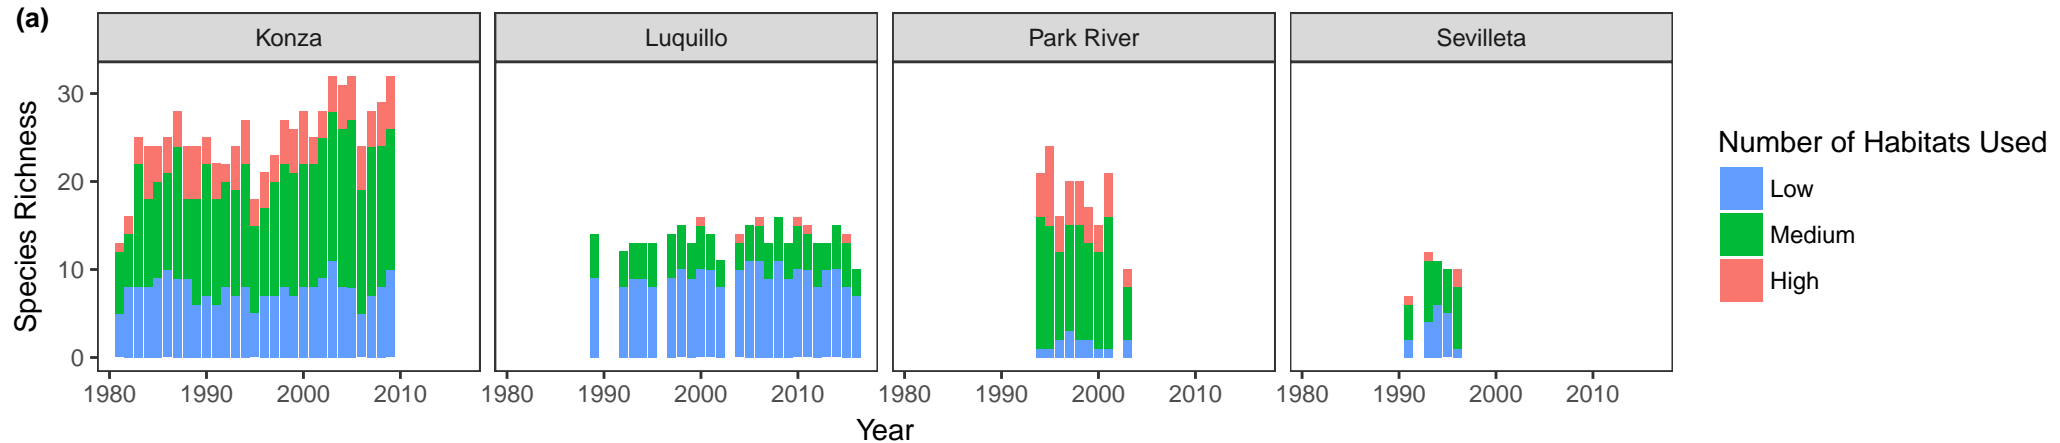 (a)
Konza Luquillo Park River Sevilleta
Species Richness
30
20
10
0
1980 1990 2000 2010 1980 1990 2000 2010 1980 1990 2000 2010 1980 1990 2000 2010
Year
Number of Habitats Used
Low
Medium
High